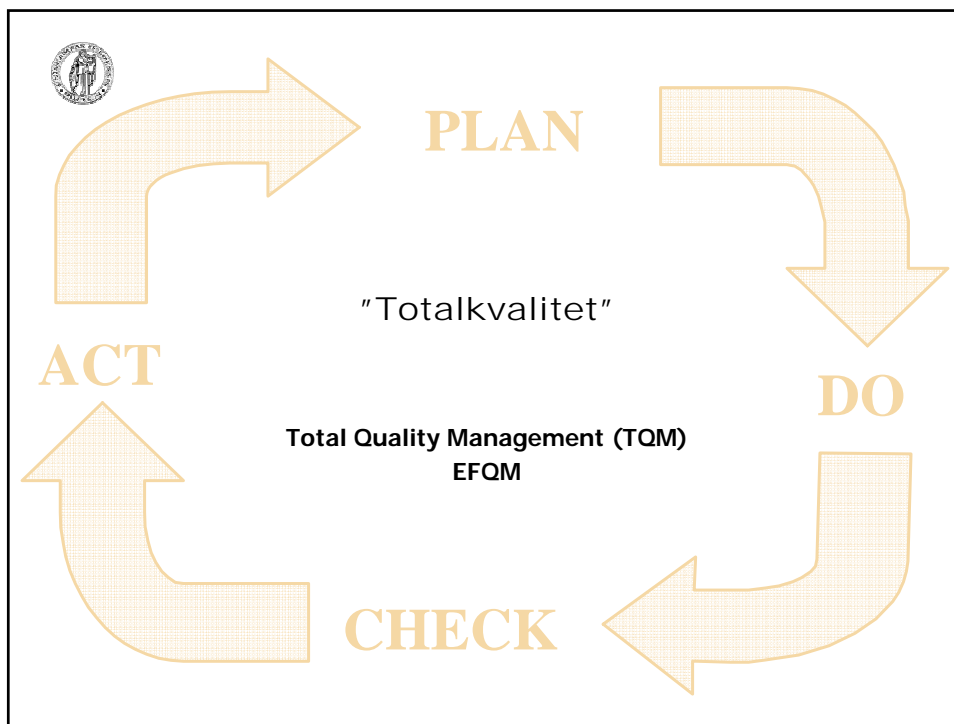 PLAN
"Totalkvalitet"
ACT
DO
Total Quality Management (TQM)
EFQM
CHECK